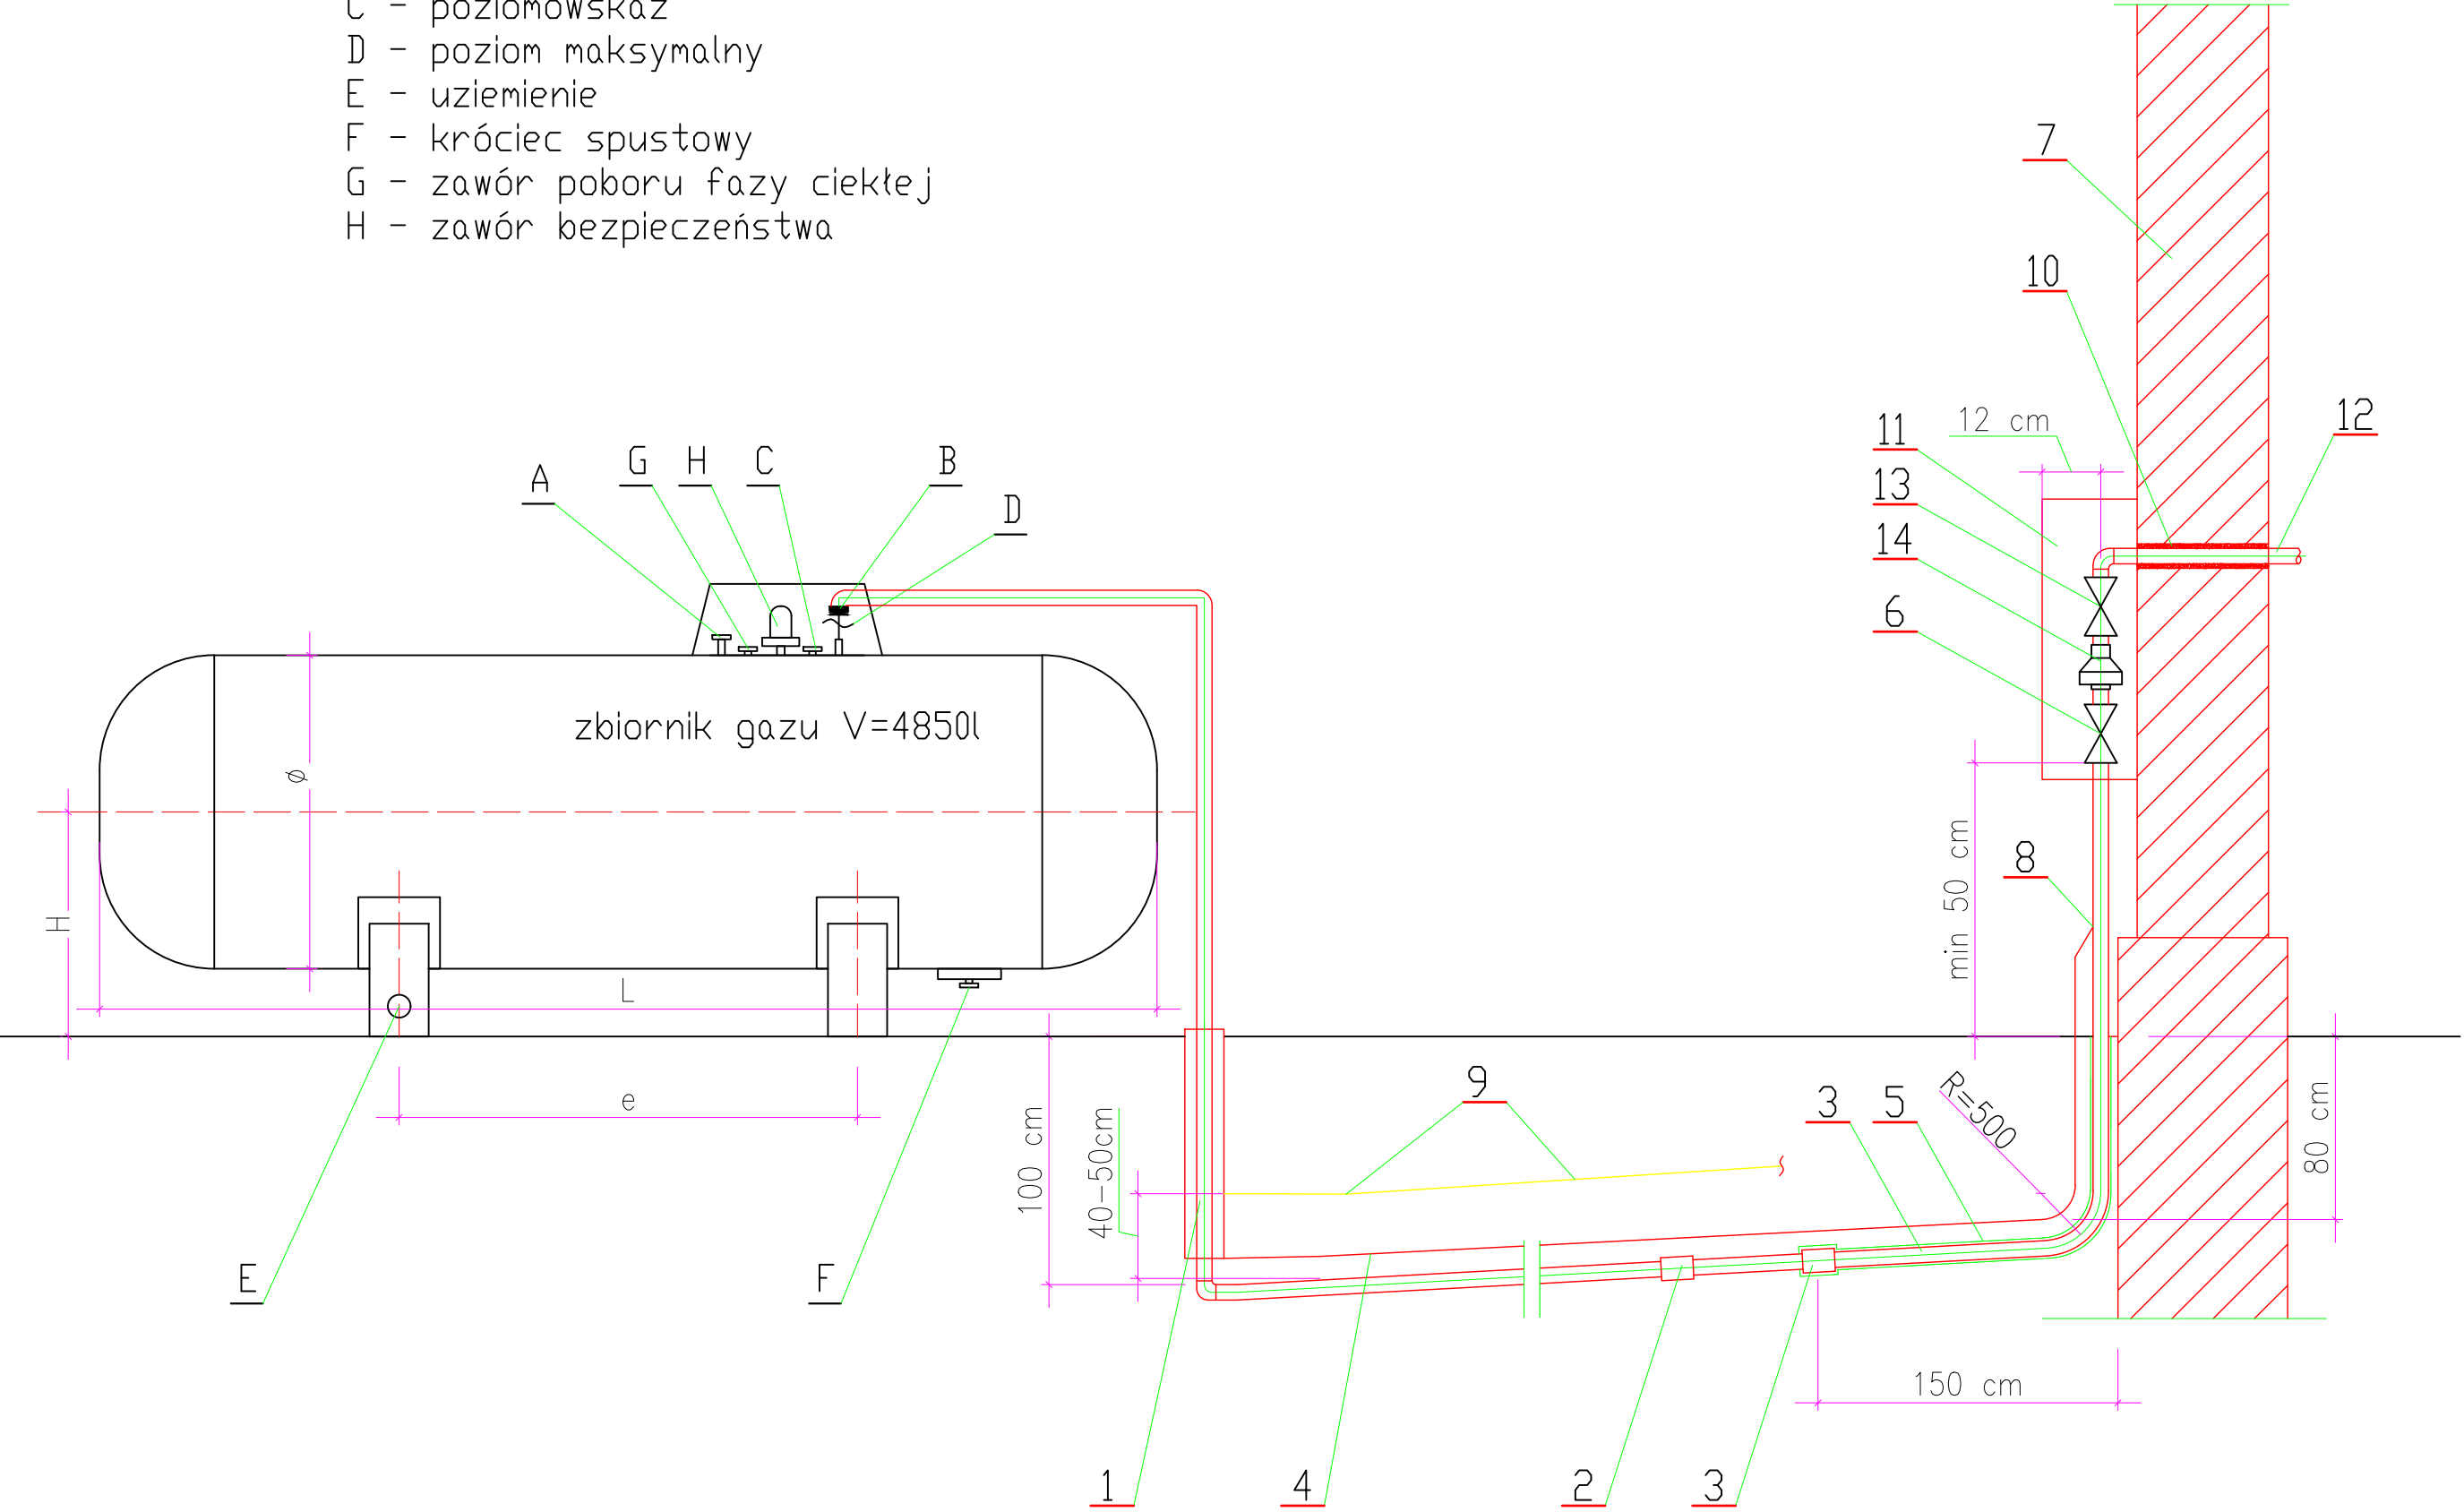 C - poziomowskaz
D - poziom maksymalny
E - uziemienie
F - króciec spustowy
G - zawór poboru fazy ciekłej
H - zawór bezpieczeństwa
7
10
12
12 cm
11
13
14
6
A
G
H
C
B
D
zbiornik gazu V=4850l
ø
H
L
e
min 50 cm
8
9
3
5
R=500
80 cm
100 cm
40-50cm
E
F
150 cm
1
4
2
3